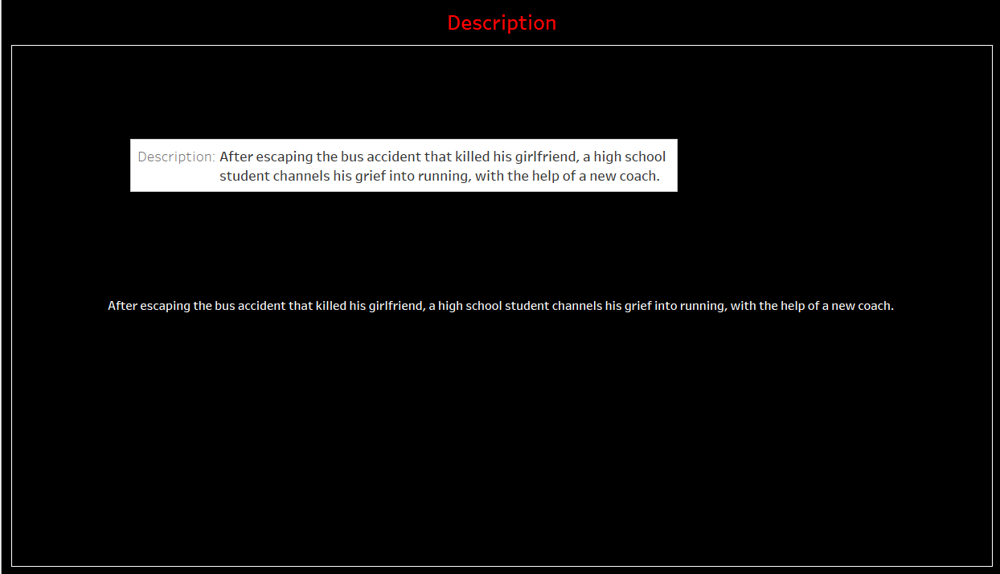 Description
Description: After escaping the bus accident that killed his girlfriend, a high school
student channels his grief into running, with the help of a new coach.
After escaping the bus accident that killed his girlfriend, a high school student channels his grief into running, with the help of a new coach.